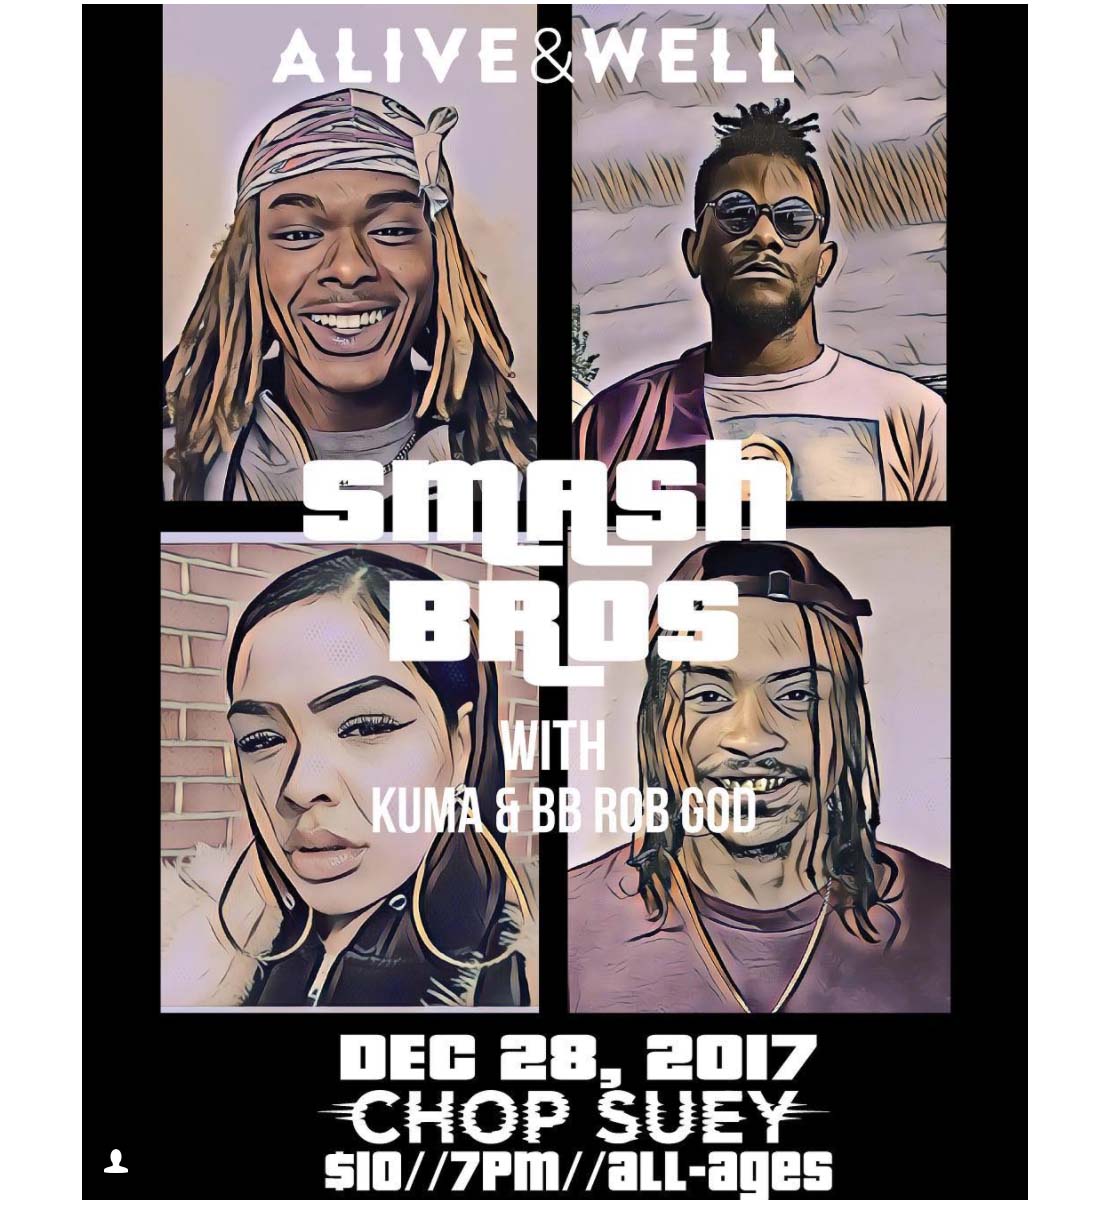 ALIVE&WELL
SMASH
BROS
WITH
KUMA & BB ROB GOD
DEC 28, 2017
CHOP SUEY
$10//7PM//ALL-AGES